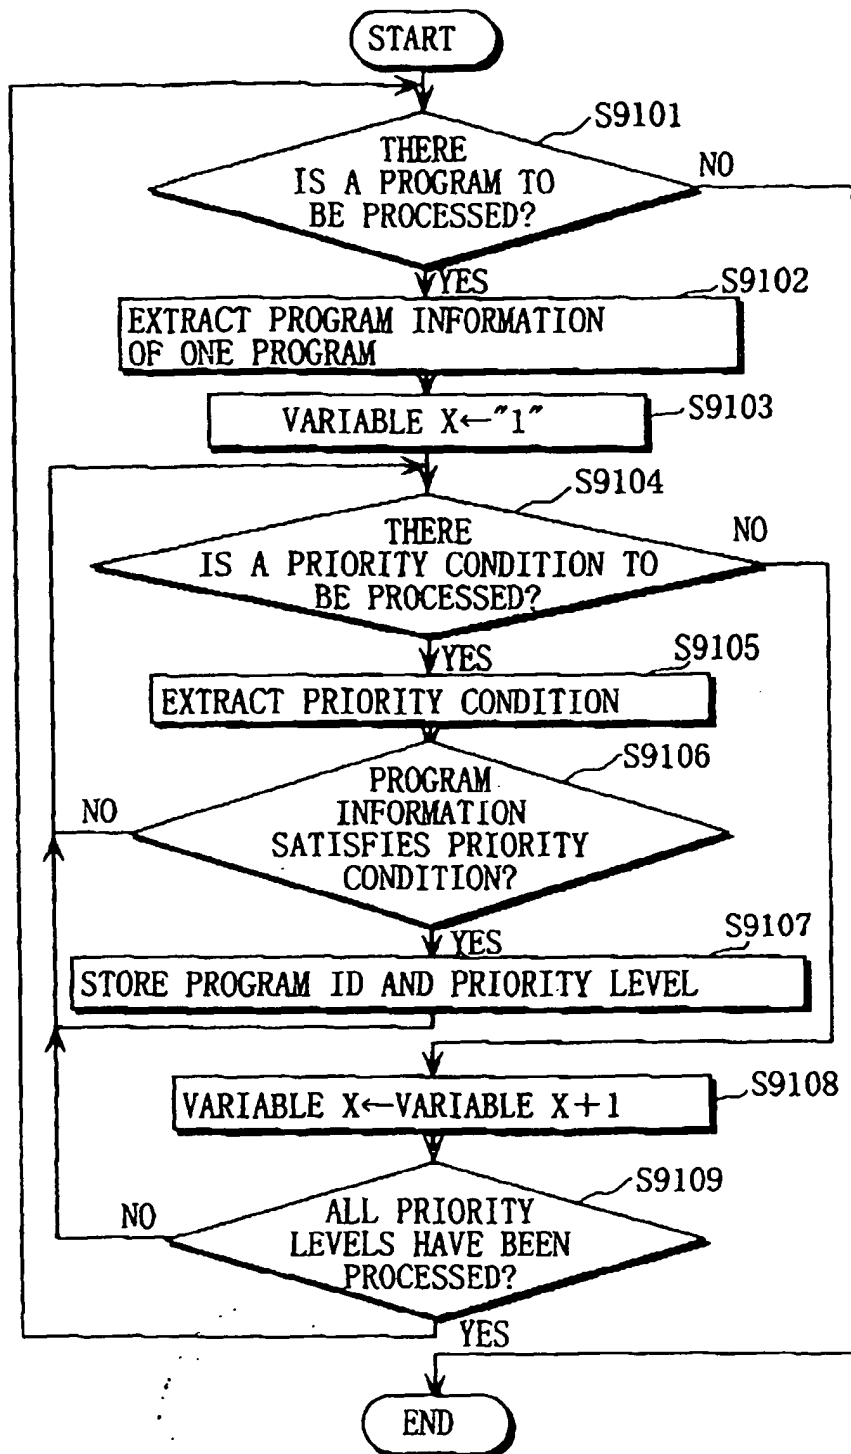 START
S9101
THERE
IS A PROGRAM TO
BE PROCESSED?
NO
YES
S9102
EXTRACT PROGRAM INFORMATION
OF ONE PROGRAM
VARIABLE X←"1"
S9103
S9104
THERE
IS A PRIORITY CONDITION TO
BE PROCESSED?
NO
YES
S9105
EXTRACT PRIORITY CONDITION
S9106
PROGRAM
INFORMATION
SATISFIES PRIORITY
CONDITION?
NO
YES
S9107
STORE PROGRAM ID AND PRIORITY LEVEL
VARIABLE X←VARIABLE X+1
S9108
S9109
ALL PRIORITY
LEVELS HAVE BEEN
PROCESSED?
NO
YES
END